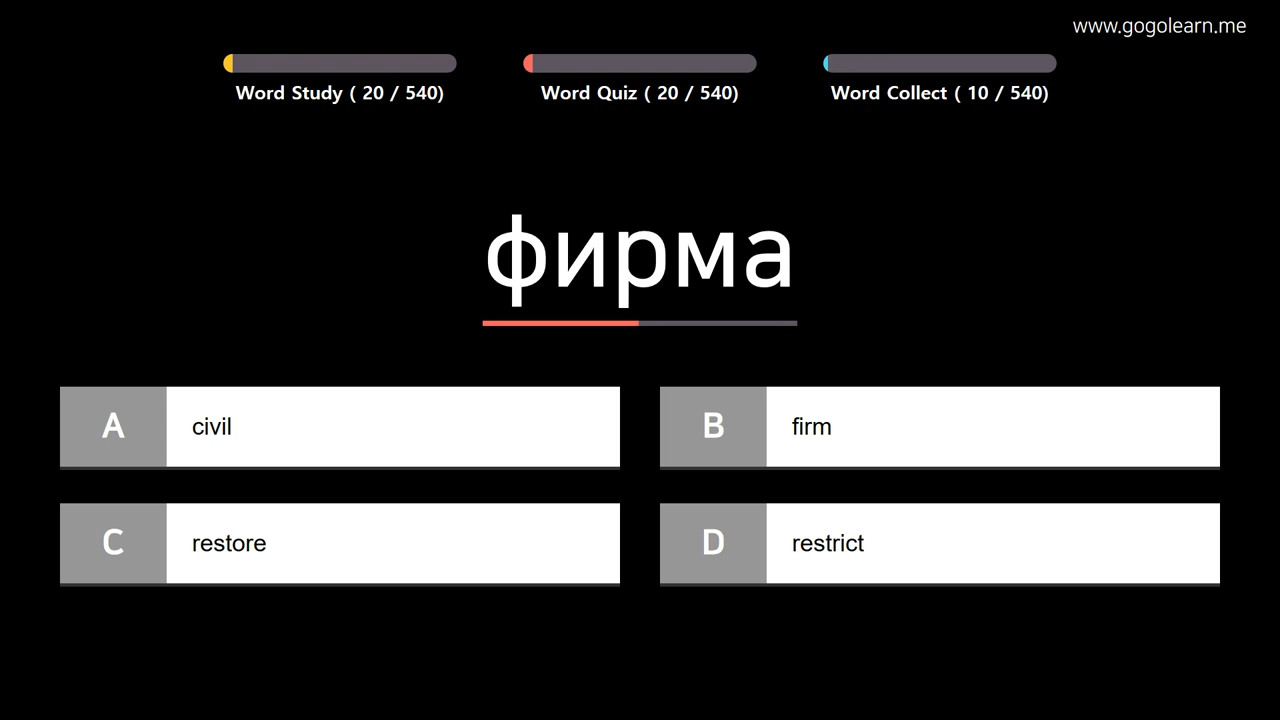 www.gogolearn.me
Word Study ( 20 / 540)
Word Quiz ( 20 / 540)
Word Collect ( 10 / 540)
фирма
A civil
B firm
C restore
D restrict